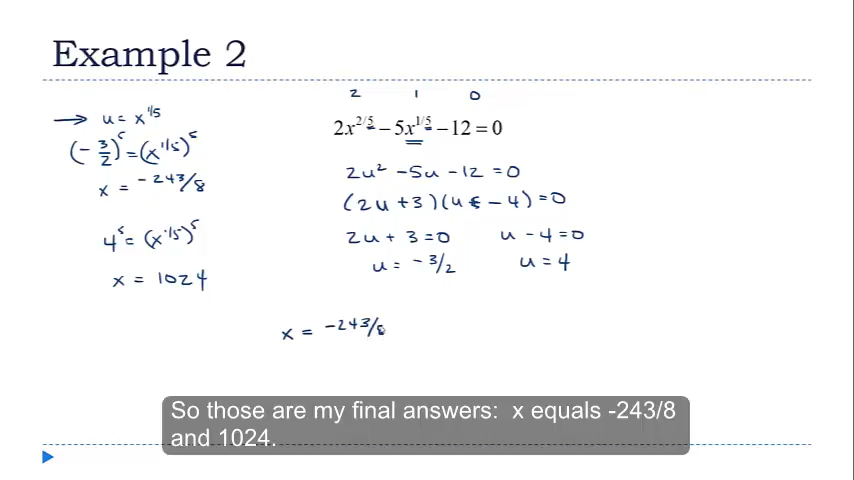 Example 2
→ u = x^1/5
(-3/2)^5 = (x^1/5)^5
x = -243/8
4^5 = (x^1/5)^5
x = 1024
2 1 0
2x^2/5 - 5x^1/5 - 12 = 0
2u² - 5u - 12 = 0
(2u + 3)(u - 4) = 0
2u + 3 = 0 u - 4 = 0
u = -3/2 u = 4
x = -243/8
So those are my final answers: x equals -243/8
and 1024.